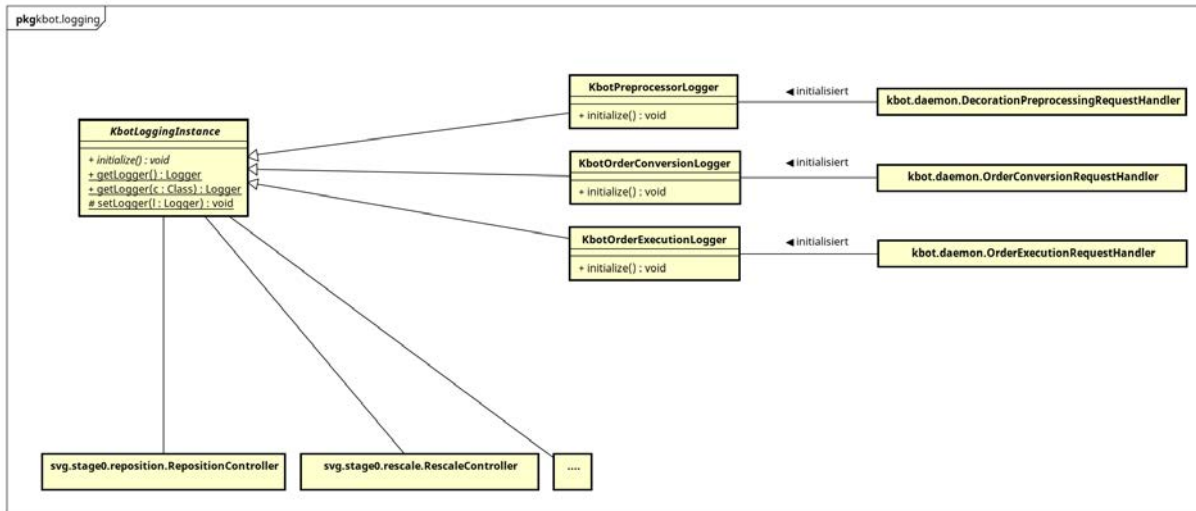 pkgkbot.logging
KbotLoggingInstance
+ initialize() : void
+ getLogger() : Logger
+ getLogger(c : Class) : Logger
# setLogger(l : Logger) : void
KbotPreprocessorLogger
+ initialize() : void
◀ initialisiert
kbot.daemon.DecorationPreprocessingRequestHandler
KbotOrderConversionLogger
+ initialize() : void
◀ initialisiert
kbot.daemon.OrderConversionRequestHandler
KbotOrderExecutionLogger
+ initialize() : void
◀ initialisiert
kbot.daemon.OrderExecutionRequestHandler
svg.stage0.reposition.RepositionController
svg.stage0.rescale.RescaleController
....